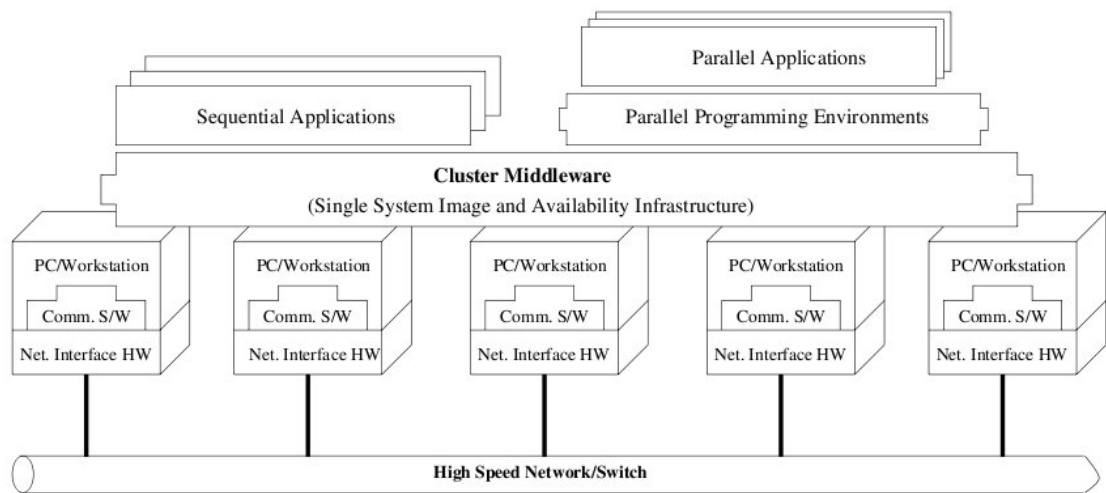 Parallel Applications
Sequential Applications
Parallel Programming Environments
Cluster Middleware
(Single System Image and Availability Infrastructure)
PC/Workstation
Comm. S/W
Net. Interface HW
PC/Workstation
Comm. S/W
Net. Interface HW
PC/Workstation
Comm. S/W
Net. Interface HW
PC/Workstation
Comm. S/W
Net. Interface HW
PC/Workstation
Comm. S/W
Net. Interface HW
High Speed Network/Switch